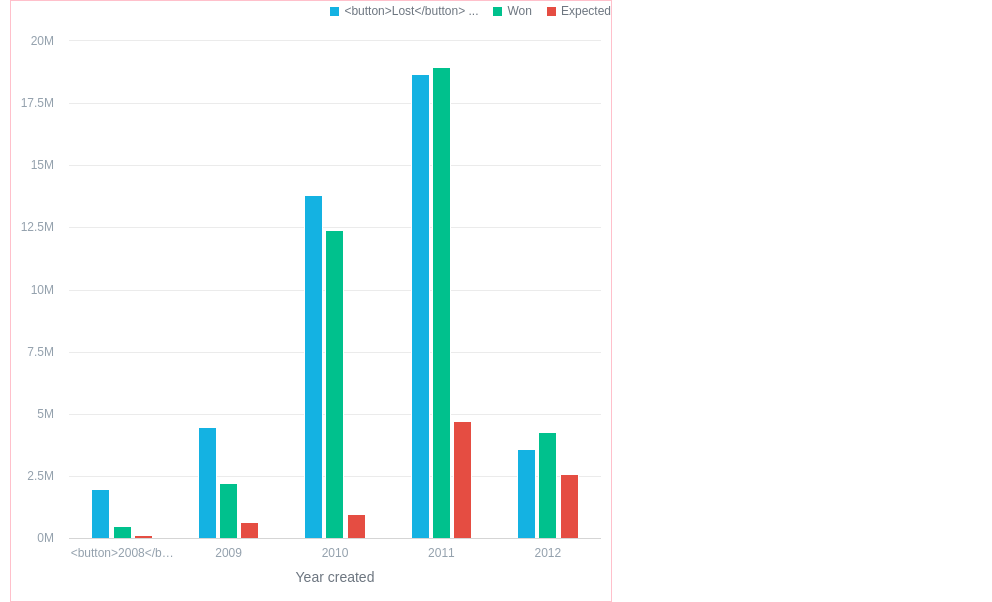 <button>Lost</button> ... Won Expected
20M
17.5M
15M
12.5M
10M
7.5M
5M
2.5M
0M
<button>2008</b... 2009 2010 2011 2012
Year created